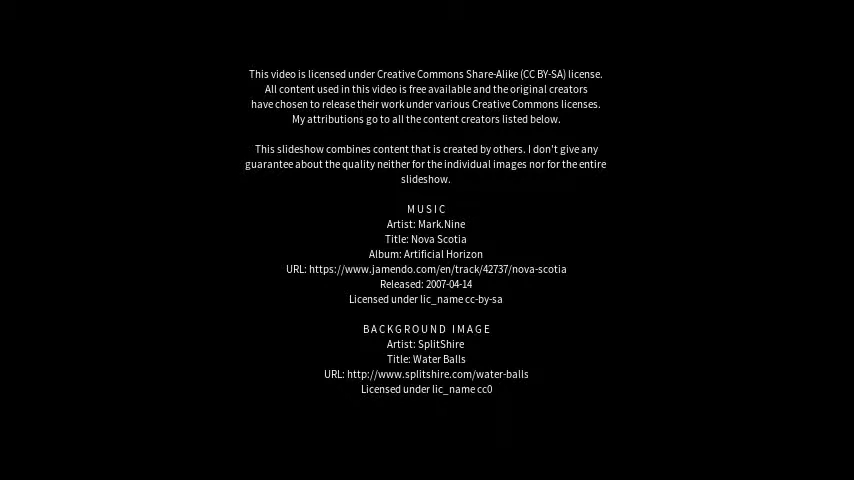 This video is licensed under Creative Commons Share-Alike (CC BY-SA) license.
All content used in this video is free available and the original creators
have chosen to release their work under various Creative Commons licenses.
My attributions go to all the content creators listed below.
This slideshow combines content that is created by others. I don't give any
guarantee about the quality neither for the individual images nor for the entire
slideshow.
MUSIC
Artist: Mark.Nine
Title: Nova Scotia
Album: Artificial Horizon
URL: https://www.jamendo.com/en/track/42737/nova-scotia
Released: 2007-04-14
Licensed under lic_name cc-by-sa
BACKGROUND IMAGE
Artist: SplitShire
Title: Water Balls
URL: http://www.splitshire.com/water-balls
Licensed under lic_name cc0